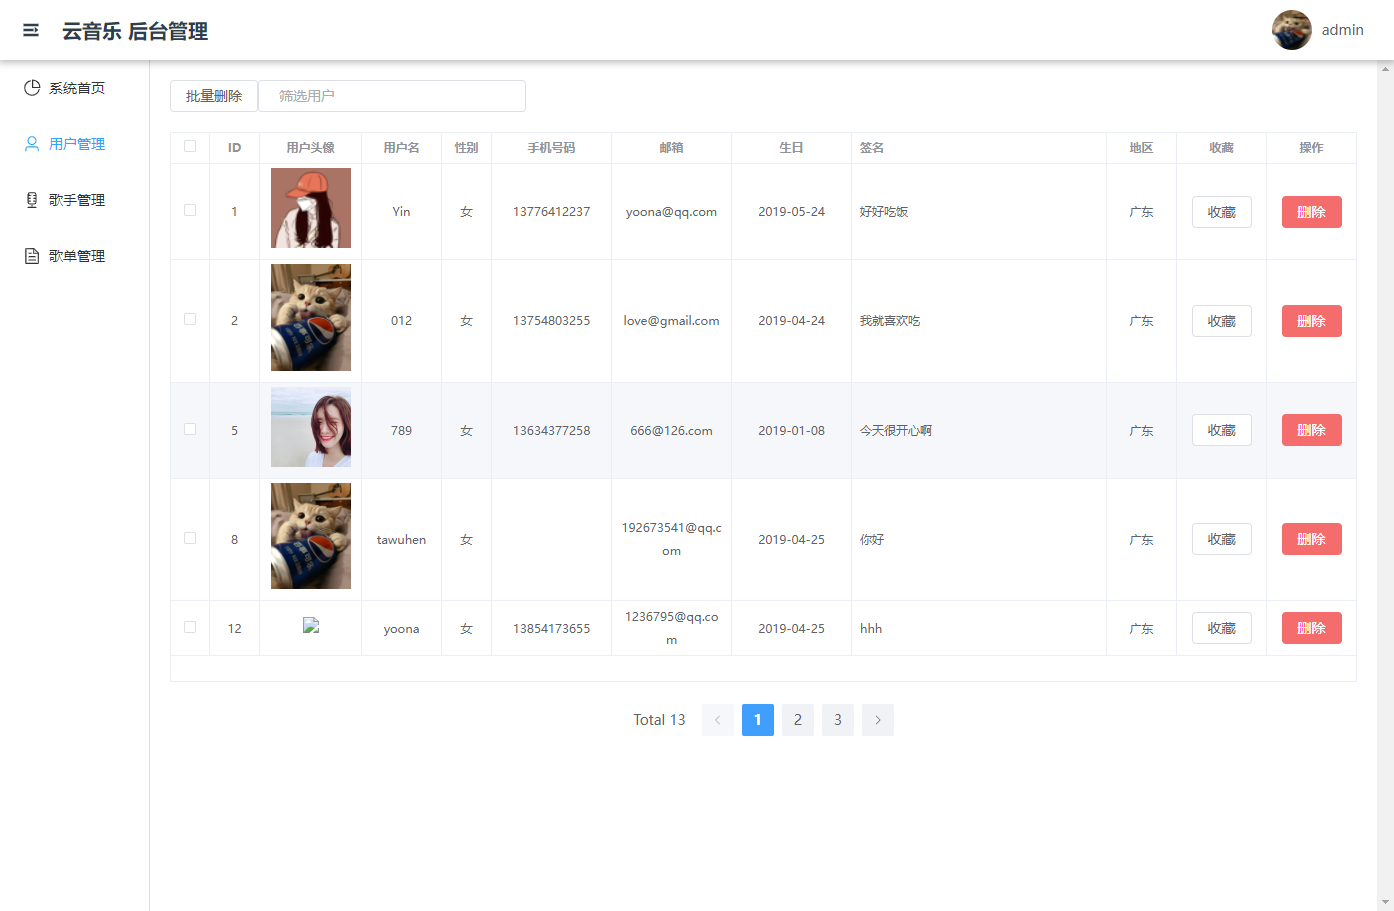 云音乐 后台管理
admin
系统首页
用户管理
歌手管理
歌单管理
批量删除
筛选用户
ID 用户头像 用户名 性别 手机号码 邮箱 生日 签名 地区 收藏 操作
1 Yin 女 13776412237 yoona@qq.com 2019-05-24 好好吃饭 广东 收藏 删除
2 012 女 13754803255 love@gmail.com 2019-04-24 我就喜欢吃 广东 收藏 删除
5 789 女 13634377258 666@126.com 2019-01-08 今天很开心啊 广东 收藏 删除
8 tawuhen 女 192673541@qq.c
om 2019-04-25 你好 广东 收藏 删除
12 yoona 女 13854173655 1236795@qq.co
m 2019-04-25 hhh 广东 收藏 删除
Total 13 1 2 3